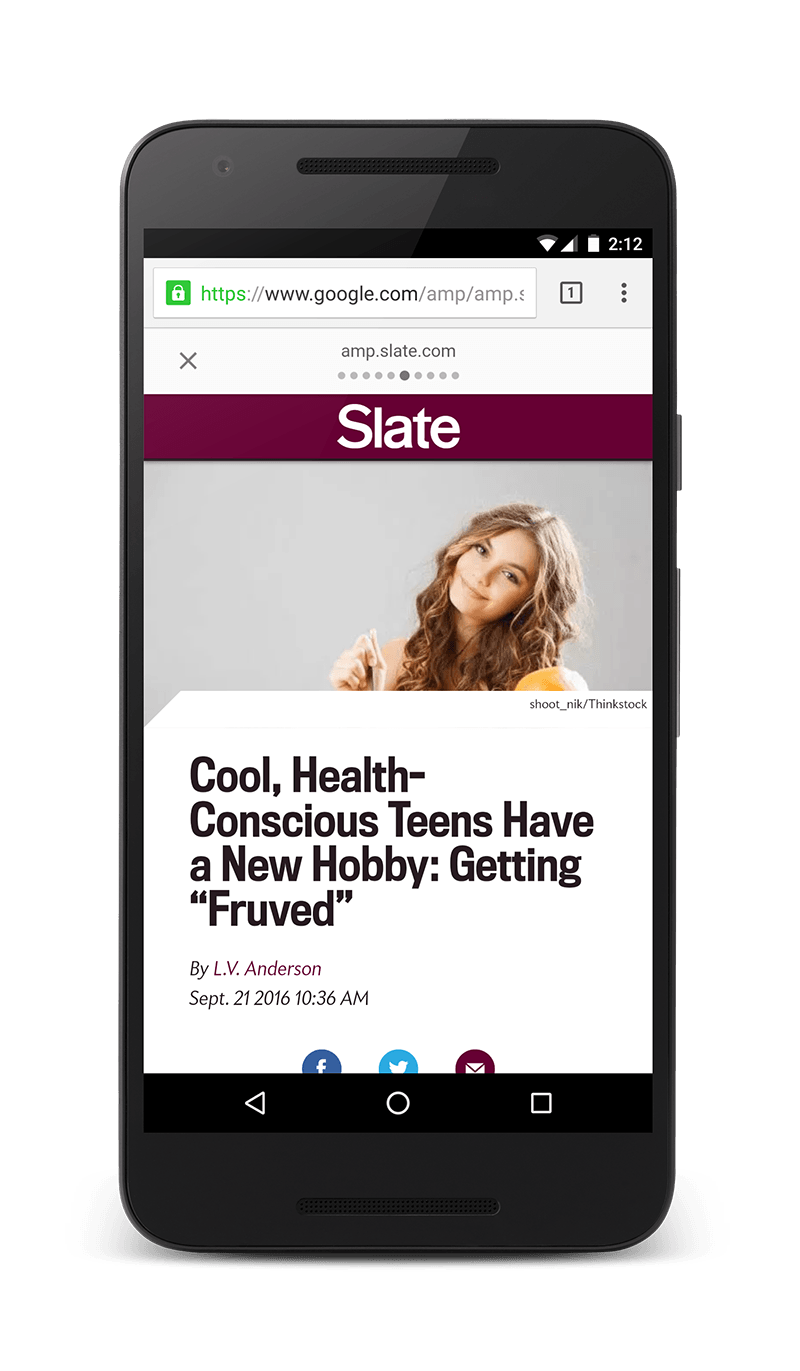 2:12
https://www.google.com/amp/amp.s
1
amp.slate.com
Slate
shoot_nik/Thinkstock
Cool, Health-
Conscious Teens Have
a New Hobby: Getting
“Fruved”
By L.V. Anderson
Sept. 21 2016 10:36 AM